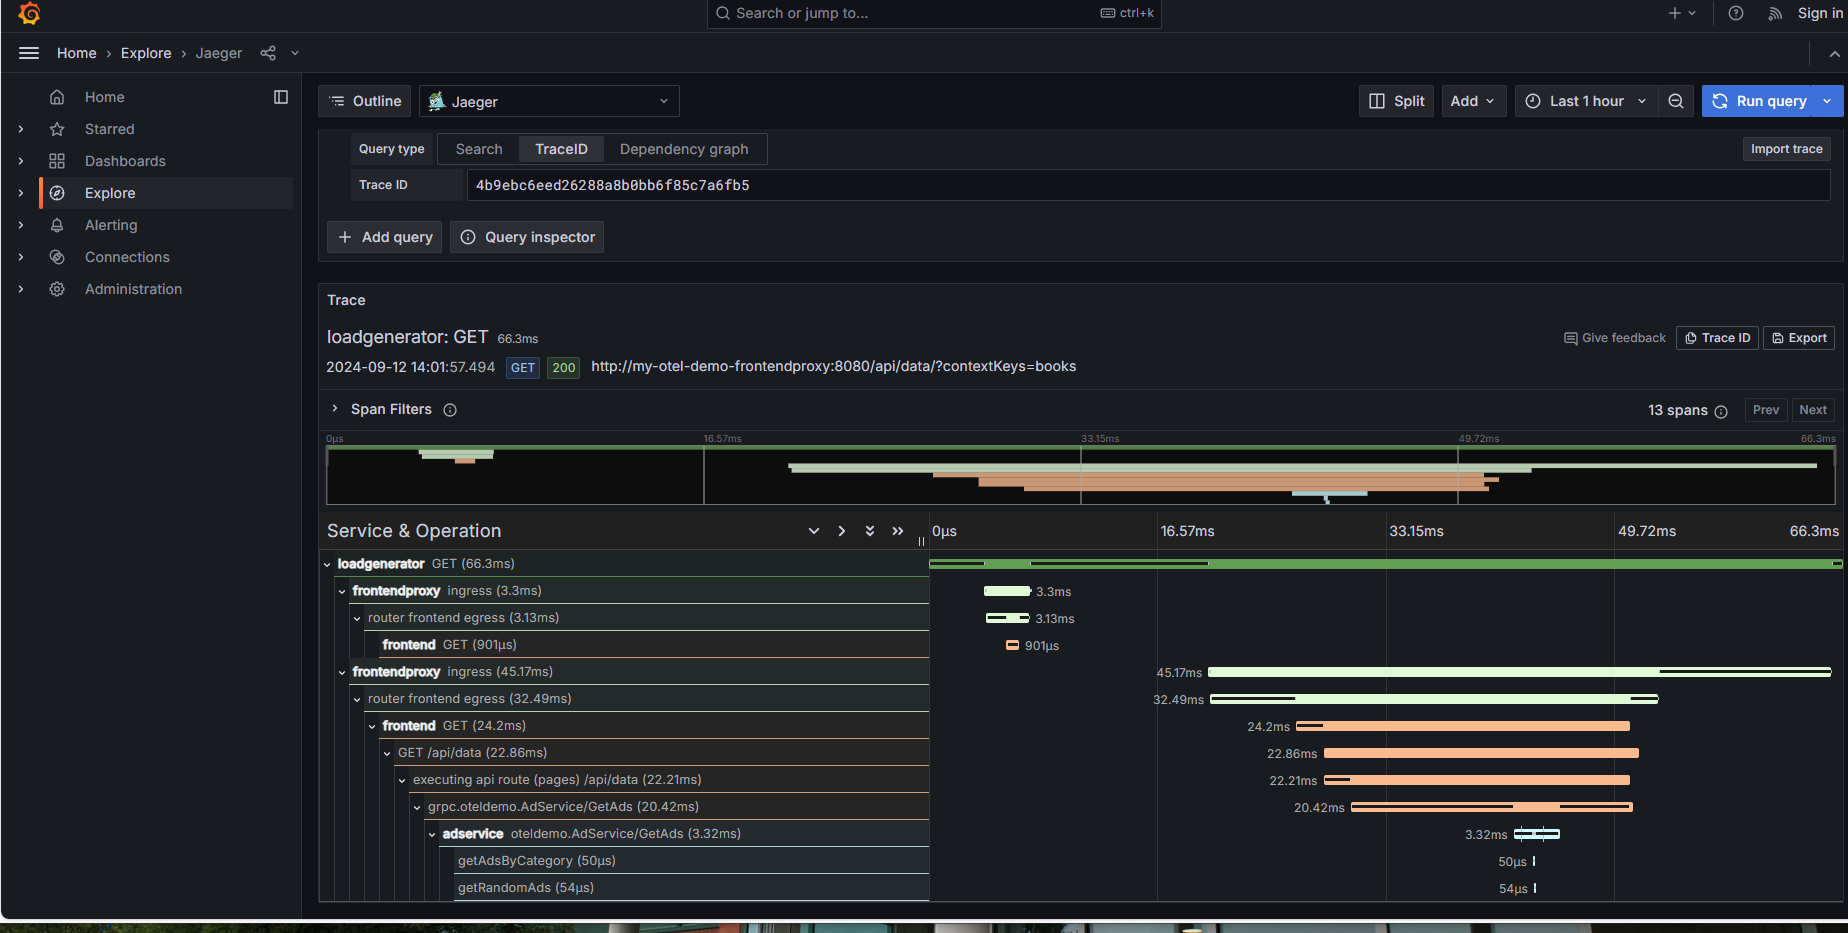 Search or jump to... ctrl+k Sign in
Home › Explore › Jaeger
Home
Starred
Dashboards
Explore
Alerting
Connections
Administration
Outline Jaeger Split Add Last 1 hour Run query
Query type Search TraceID Dependency graph Import trace
Trace ID 4b9ebc6eed26288a8b0bb6f85c7a6fb5
+ Add query Query inspector
Trace
loadgenerator: GET 66.3ms Give feedback Trace ID Export
2024-09-12 14:01:57.494 GET 200 http://my-otel-demo-frontendproxy:8080/api/data/?contextKeys=books
Span Filters 13 spans Prev Next
0μs 16.57ms 33.15ms 49.72ms 66.3ms
Service & Operation 0μs 16.57ms 33.15ms 49.72ms 66.3ms
loadgenerator GET (66.3ms)
frontendproxy ingress (3.3ms) 3.3ms
router frontend egress (3.13ms) 3.13ms
frontend GET (901μs) 901μs
frontendproxy ingress (45.17ms) 45.17ms
router frontend egress (32.49ms) 32.49ms
frontend GET (24.2ms) 24.2ms
GET /api/data (22.86ms) 22.86ms
executing api route (pages) /api/data (22.21ms) 22.21ms
grpc.oteldemo.AdService/GetAds (20.42ms) 20.42ms
adservice oteldemo.AdService/GetAds (3.32ms) 3.32ms
getAdsByCategory (50μs) 50μs
getRandomAds (54μs) 54μs